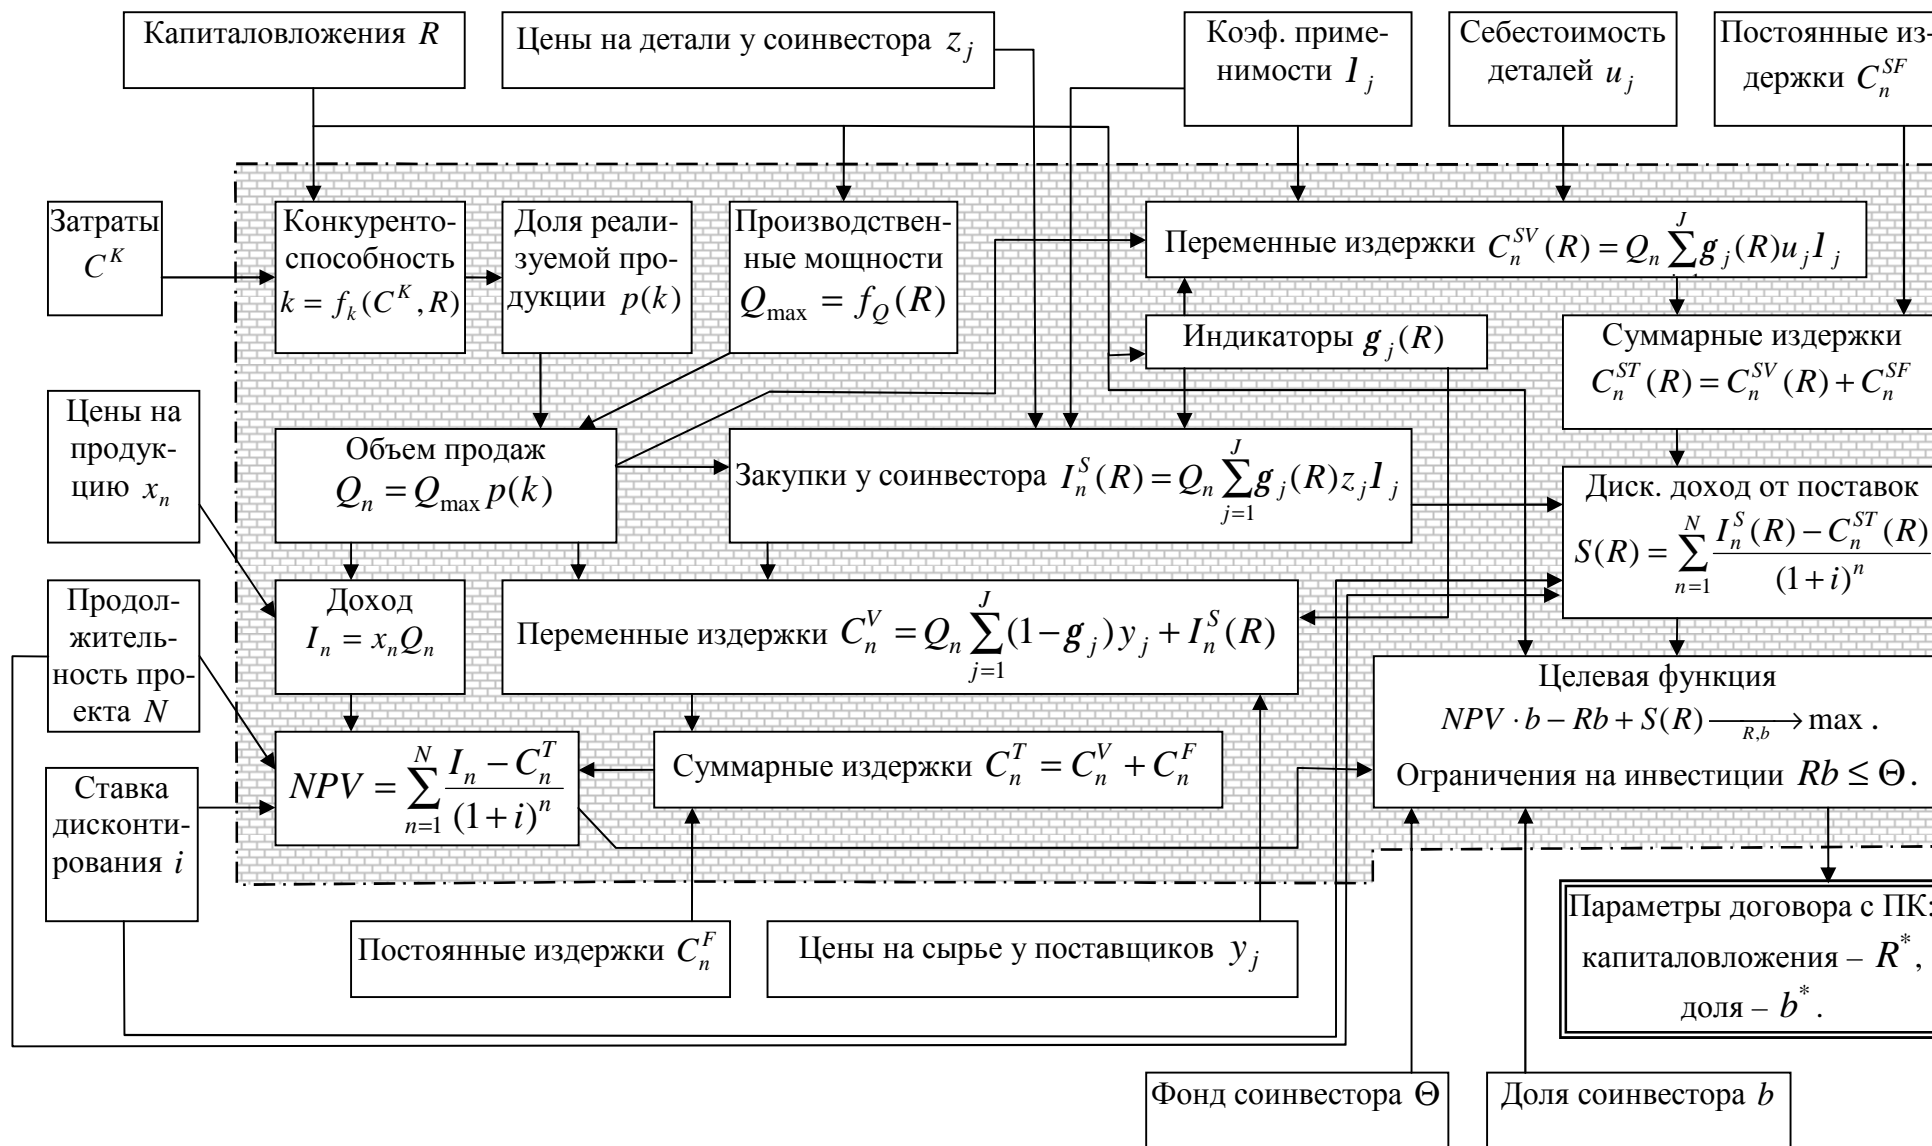 Капиталовложения R
Цены на детали у соинвестора z_j
Коэф. приме-
нимости l_j
Себестоимость
деталей u_j
Постоянные из-
держки C_n^{SF}
Затраты
C^K
Конкуренто-
способность
k = f_k(C^K, R)
Доля реали-
зуемой про-
дукции p(k)
Производствен-
ные мощности
Q_max = f_Q(R)
Переменные издержки C_n^{SV}(R) = Q_n ∑_{j=1}^{J} g_j(R) u_j l_j
Индикаторы g_j(R)
Суммарные издержки
C_n^{ST}(R) = C_n^{SV}(R) + C_n^{SF}
Цены на
продук-
цию x_n
Объем продаж
Q_n = Q_max p(k)
Закупки у соинвестора I_n^S(R) = Q_n ∑_{j=1}^{J} g_j(R) z_j l_j
Диск. доход от поставок
S(R) = ∑_{n=1}^{N} (I_n^S(R) − C_n^{ST}(R)) / (1+i)^n
Продол-
житель-
ность про-
екта N
Доход
I_n = x_n Q_n
Переменные издержки C_n^V = Q_n ∑_{j=1}^{J} (1−g_j) y_j + I_n^S(R)
Целевая функция
NPV · b − Rb + S(R) →_{R,b} max .
Ограничения на инвестиции Rb ≤ Θ .
Ставка
дисконти-
рования i
NPV = ∑_{n=1}^{N} (I_n − C_n^T) / (1+i)^n
Суммарные издержки C_n^T = C_n^V + C_n^F
Постоянные издержки C_n^F
Цены на сырье у поставщиков y_j
Параметры договора с ПК:
капиталовложения – R^* ,
доля – b^* .
Фонд соинвестора Θ
Доля соинвестора b